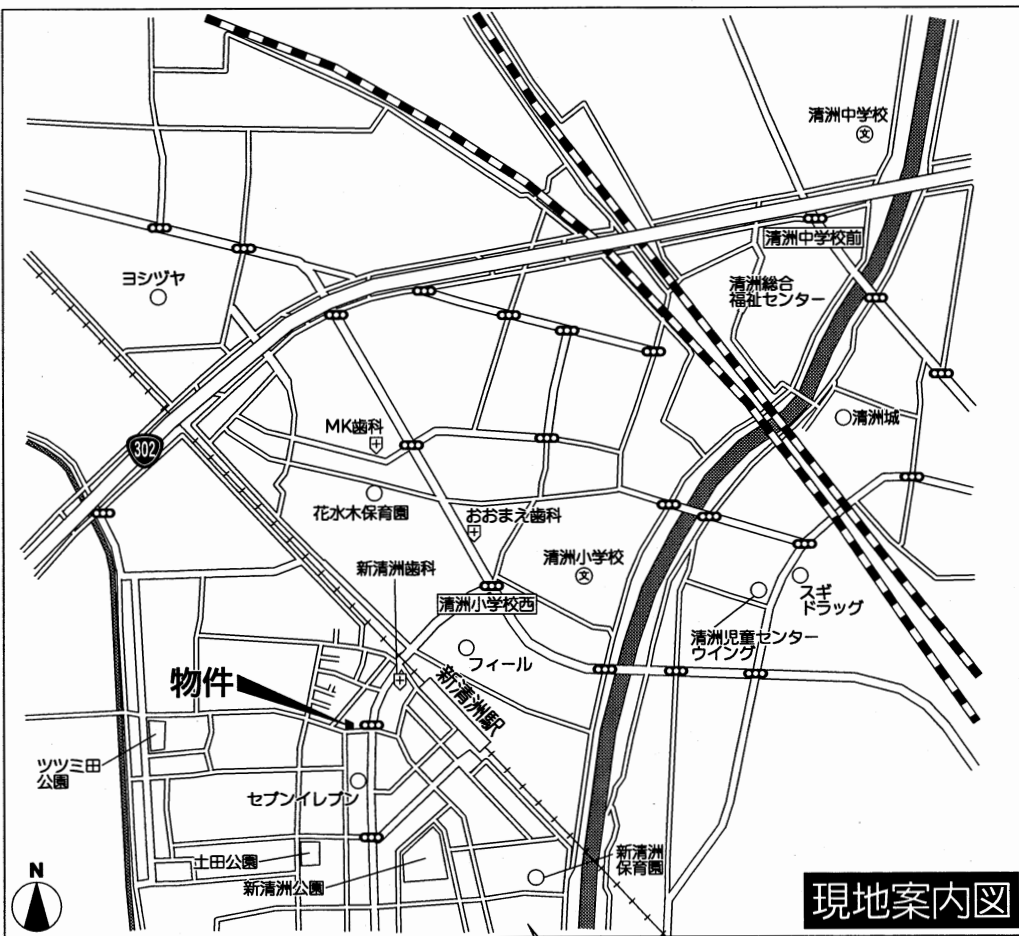 清洲中学校
文
清洲中学校前
清洲総合
福祉センター
ヨシヅヤ
清洲城
302
MK歯科
花水木保育園
おおまえ歯科
清洲小学校
文
新清洲歯科
清洲小学校西
スギ
ドラッグ
清洲児童センター
ウイング
フィール
物件
新清洲駅
ツツミ田
公園
セブンイレブン
土田公園
新清洲公園
新清洲
保育園
N
現地案内図